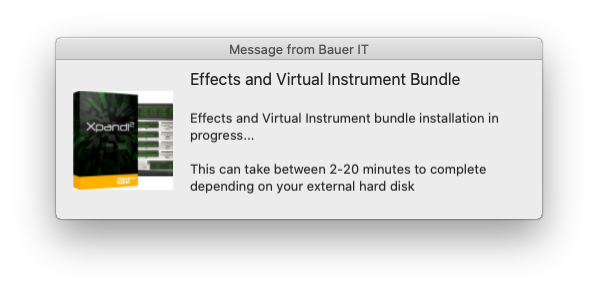 Message from Bauer IT
Effects and Virtual Instrument Bundle
Effects and Virtual Instrument bundle installation in
progress...
This can take between 2-20 minutes to complete
depending on your external hard disk
Xpand!2